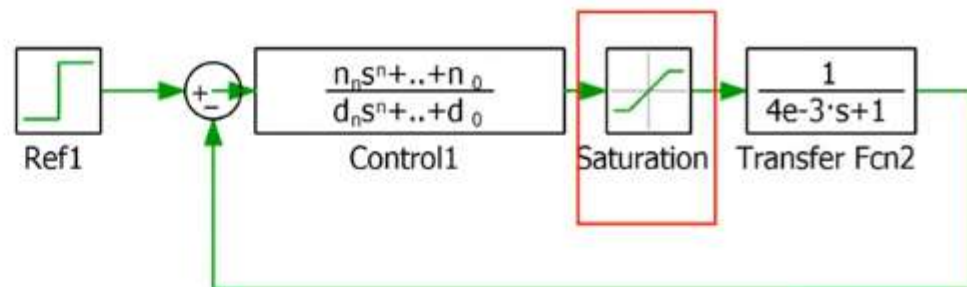 nₙsⁿ+..+n₀
dₙsⁿ+..+d₀
1
4e-3·s+1
+
−
Ref1
Control1
Saturation
Transfer Fcn2